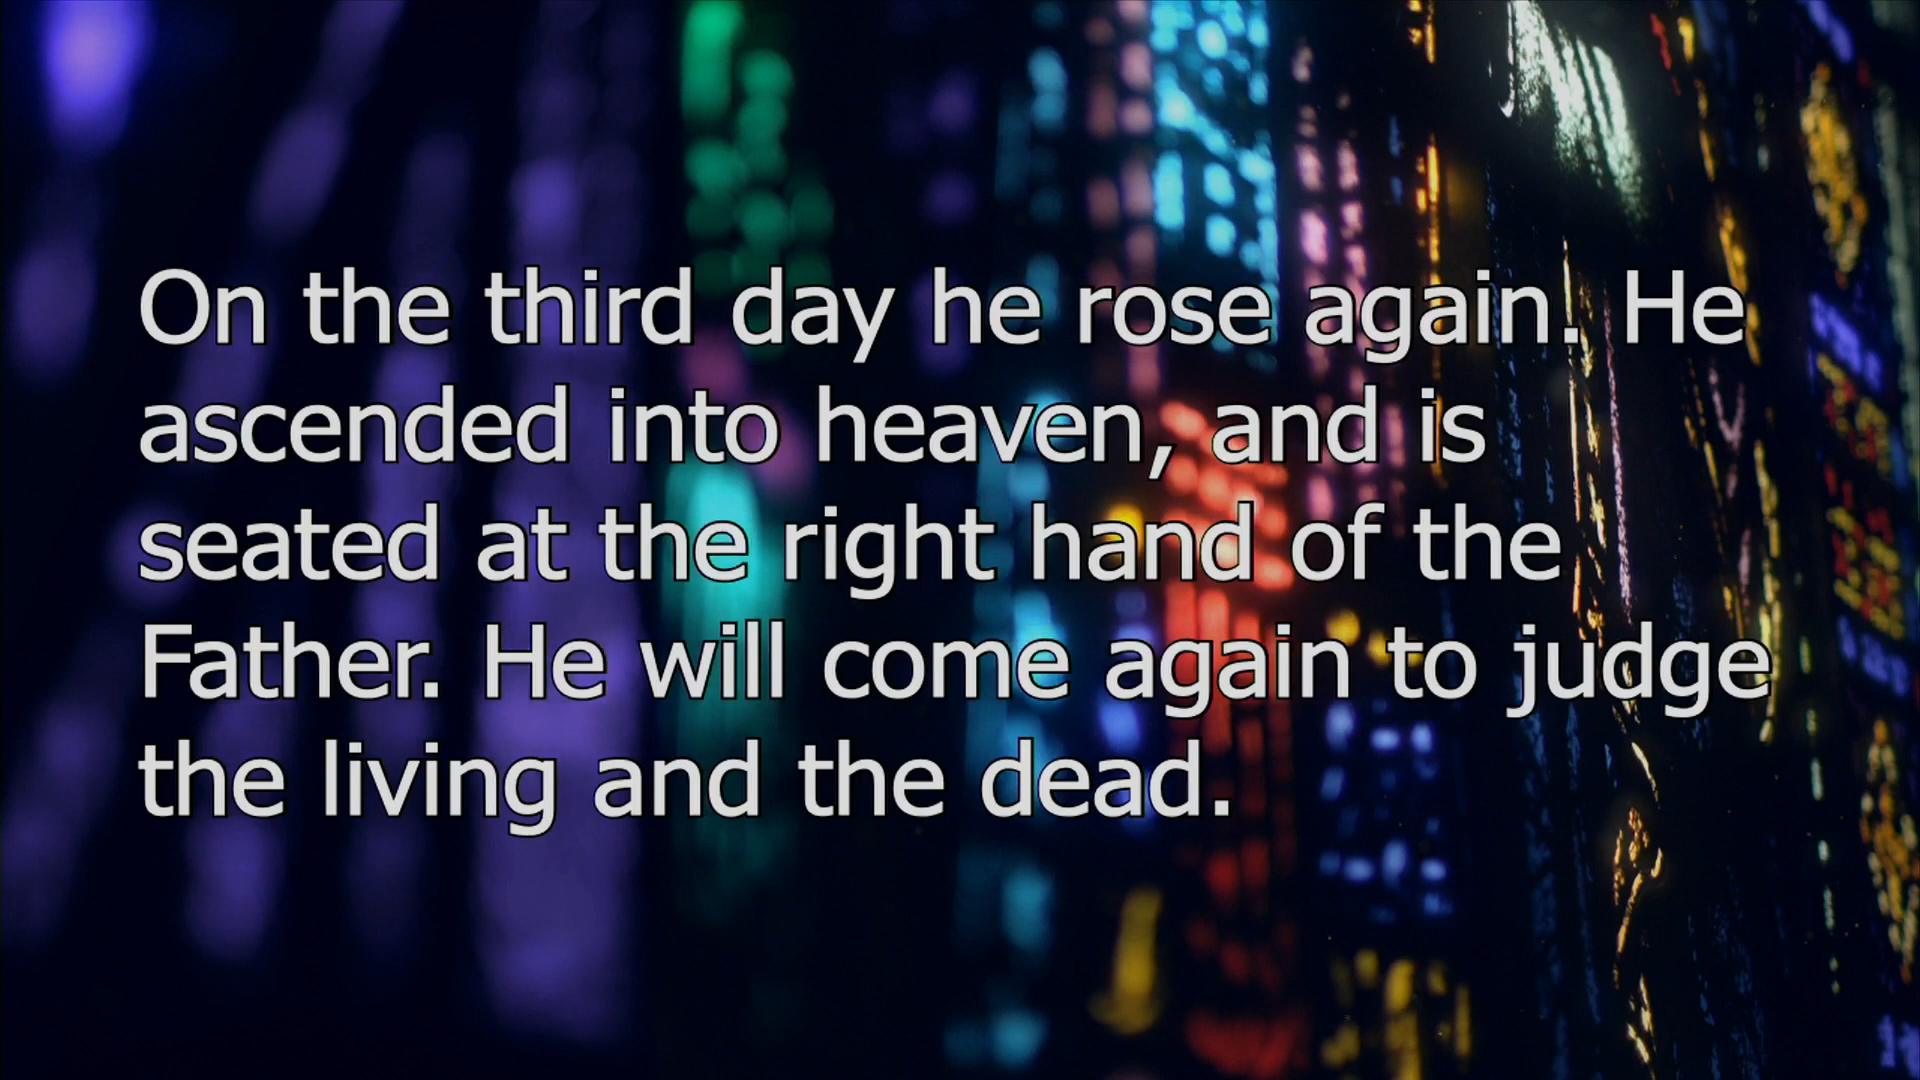 On the third day he rose again. He
ascended into heaven, and is
seated at the right hand of the
Father. He will come again to judge
the living and the dead.